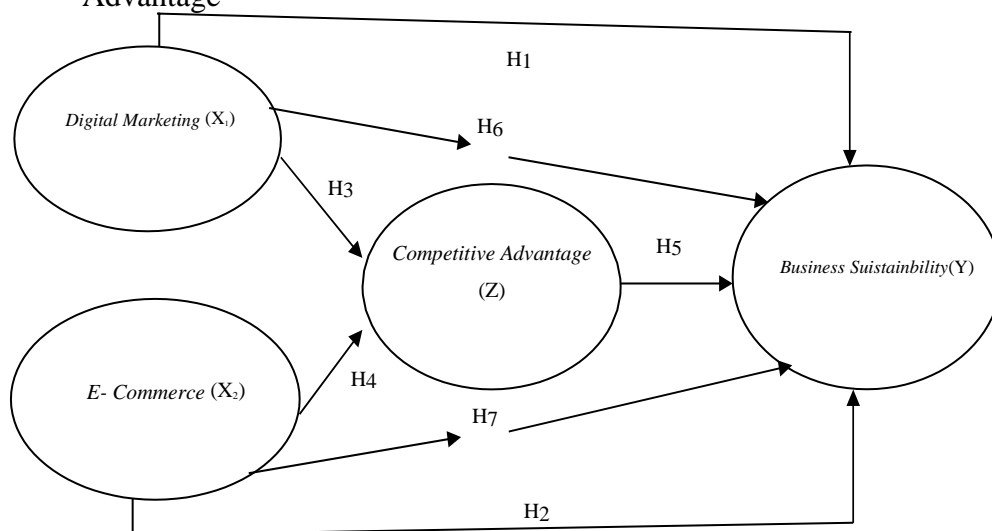 Advantage
H1
Digital Marketing (X₁)
H6
H3
Competitive Advantage
(Z)
H5
Business Suistainbility(Y)
E- Commerce (X₂)
H4
H7
H2